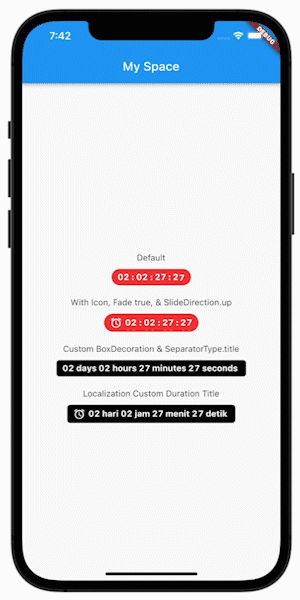 7:42
DEBUG
My Space
Default
02 : 02 : 27 : 27
With Icon, Fade true, & SlideDirection.up
02 : 02 : 27 : 27
Custom BoxDecoration & SeparatorType.title
02 days 02 hours 27 minutes 27 seconds
Localization Custom Duration Title
02 hari 02 jam 27 menit 27 detik